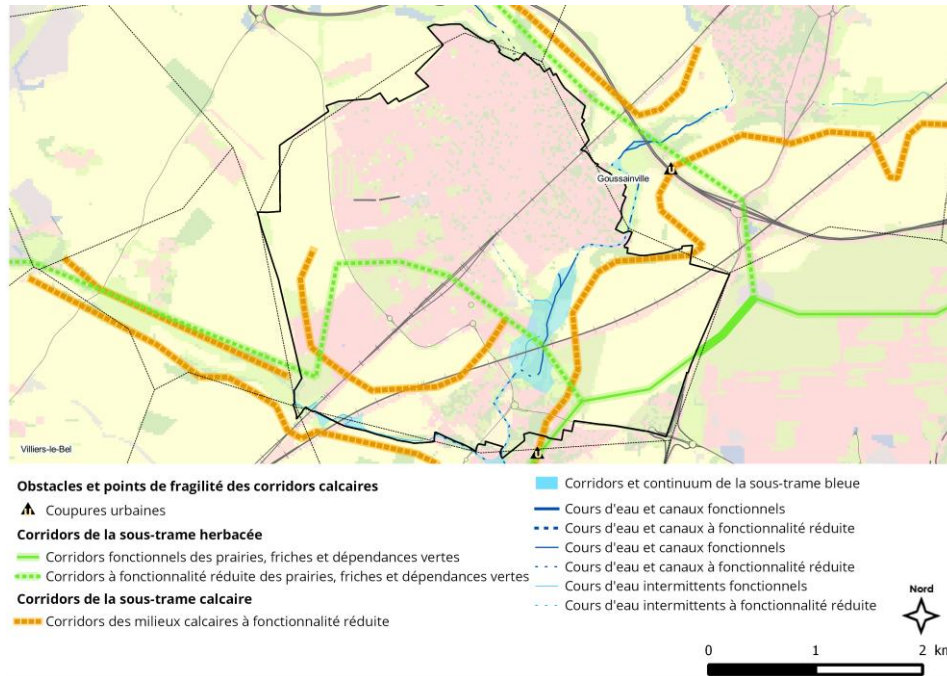 Goussainville
Villiers-le-Bel
Obstacles et points de fragilité des corridors calcaires
Coupures urbaines
Corridors de la sous-trame herbacée
Corridors fonctionnels des prairies, friches et dépendances vertes
Corridors à fonctionnalité réduite des prairies, friches et dépendances vertes
Corridors de la sous-trame calcaire
Corridors des milieux calcaires à fonctionnalité réduite
Corridors et continuum de la sous-trame bleue
Cours d'eau et canaux fonctionnels
Cours d'eau et canaux à fonctionnalité réduite
Cours d'eau et canaux fonctionnels
Cours d'eau et canaux à fonctionnalité réduite
Cours d'eau intermittents fonctionnels
Cours d'eau intermittents à fonctionnalité réduite
Nord
0 1 2 km